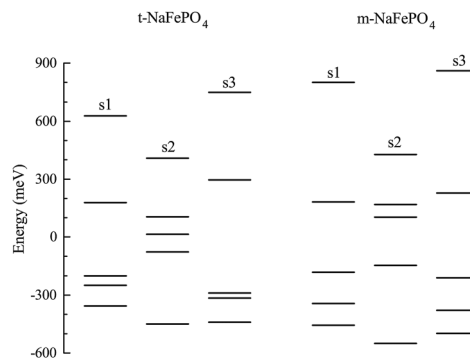 t-NaFePO4 m-NaFePO4
900
600
300
0
-300
-600
Energy (meV)
s1
s2
s3
s1
s2
s3